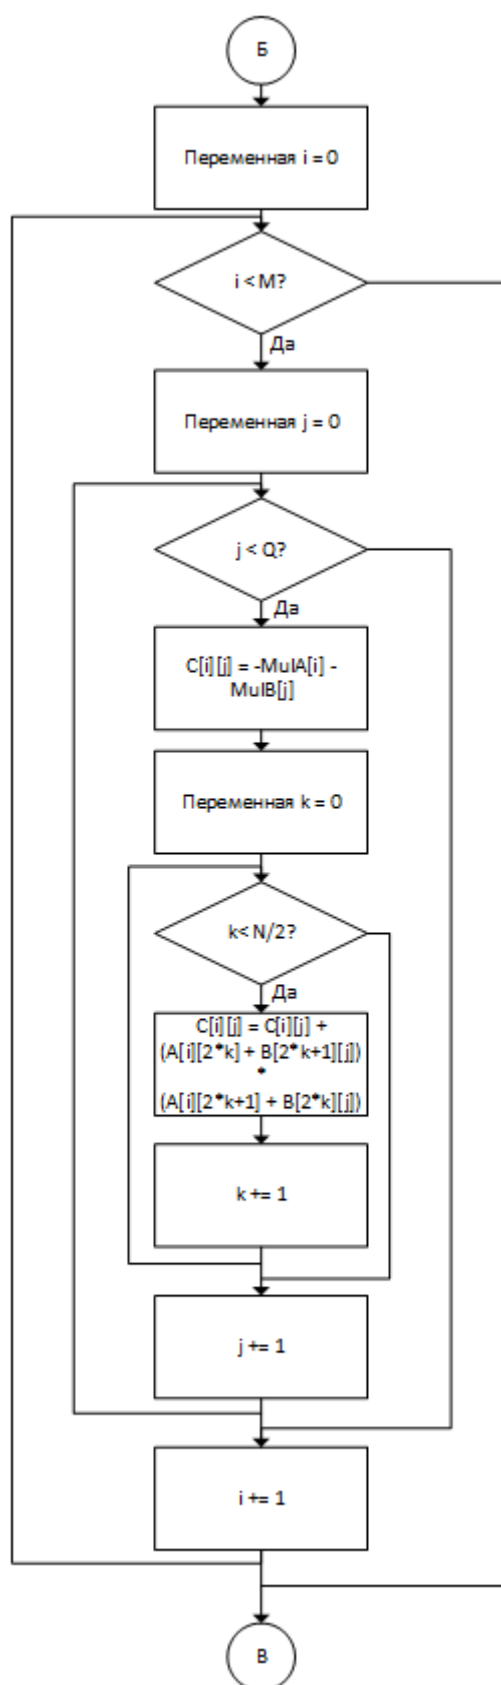 Б
Переменная i = 0
i < M?
Да
Переменная j = 0
j < Q?
Да
C[i][j] = -MulA[i] -
MulB[j]
Переменная k = 0
k< N/2?
Да
C[i][j] = C[i][j] +
(A[i][2*k] + B[2*k+1][j])
*
(A[i][2*k+1] + B[2*k][j])
k += 1
j += 1
i += 1
В